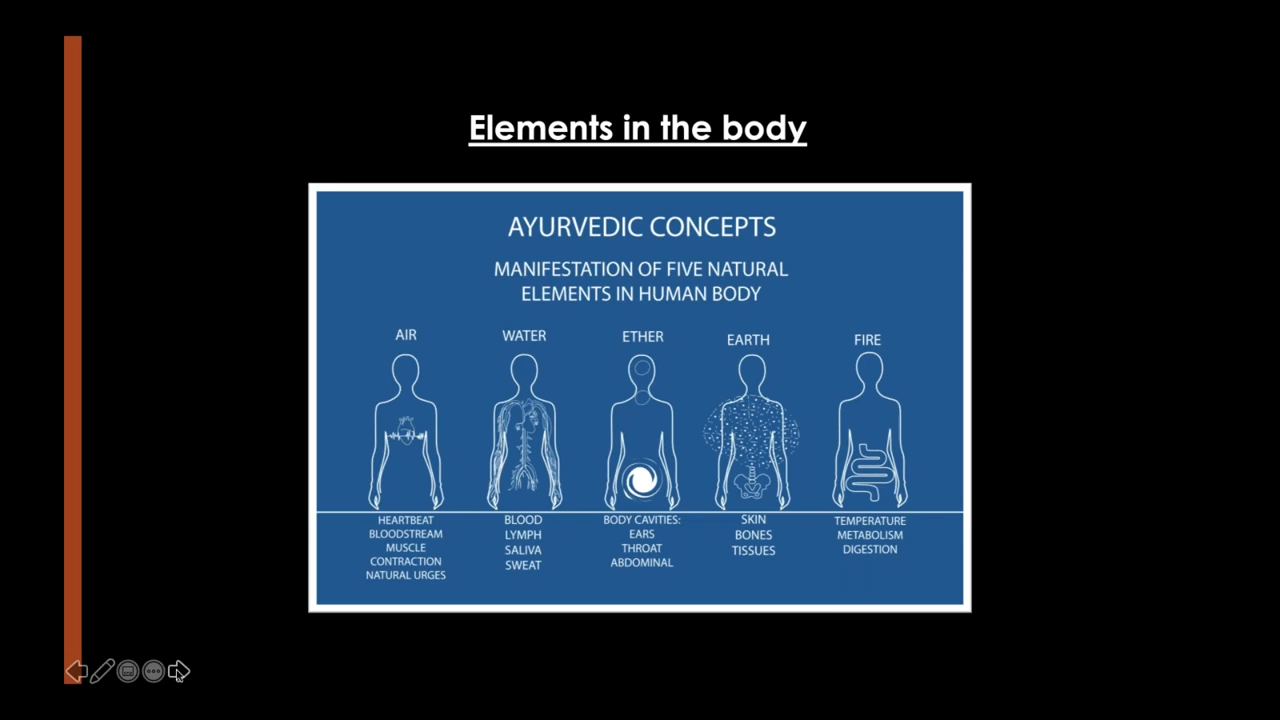 Elements in the body
AYURVEDIC CONCEPTS
MANIFESTATION OF FIVE NATURAL
ELEMENTS IN HUMAN BODY
AIR
HEARTBEAT
BLOODSTREAM
MUSCLE
CONTRACTION
NATURAL URGES
WATER
BLOOD
LYMPH
SALIVA
SWEAT
ETHER
BODY CAVITIES:
EARS
THROAT
ABDOMINAL
EARTH
SKIN
BONES
TISSUES
FIRE
TEMPERATURE
METABOLISM
DIGESTION